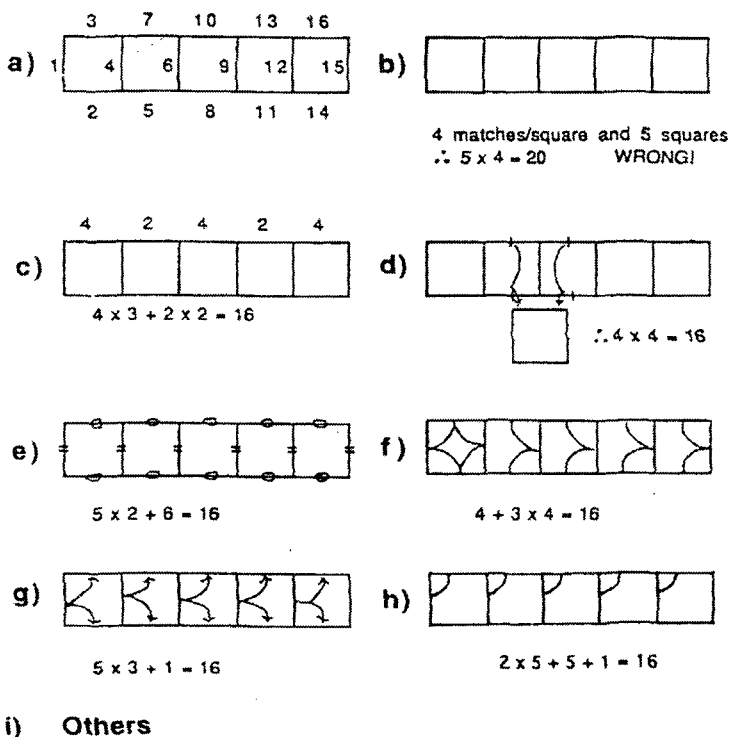 3 7 10 13 16
a) 1 4 6 9 12 15
2 5 8 11 14
b)
4 matches/square and 5 squares
∴ 5 x 4 = 20 WRONG!
4 2 4 2 4
c)
4 x 3 + 2 x 2 = 16
d)
∴ 4 x 4 = 16
e)
5 x 2 + 6 = 16
f)
4 + 3 x 4 = 16
g)
5 x 3 + 1 = 16
h)
2 x 5 + 5 + 1 = 16
i) Others